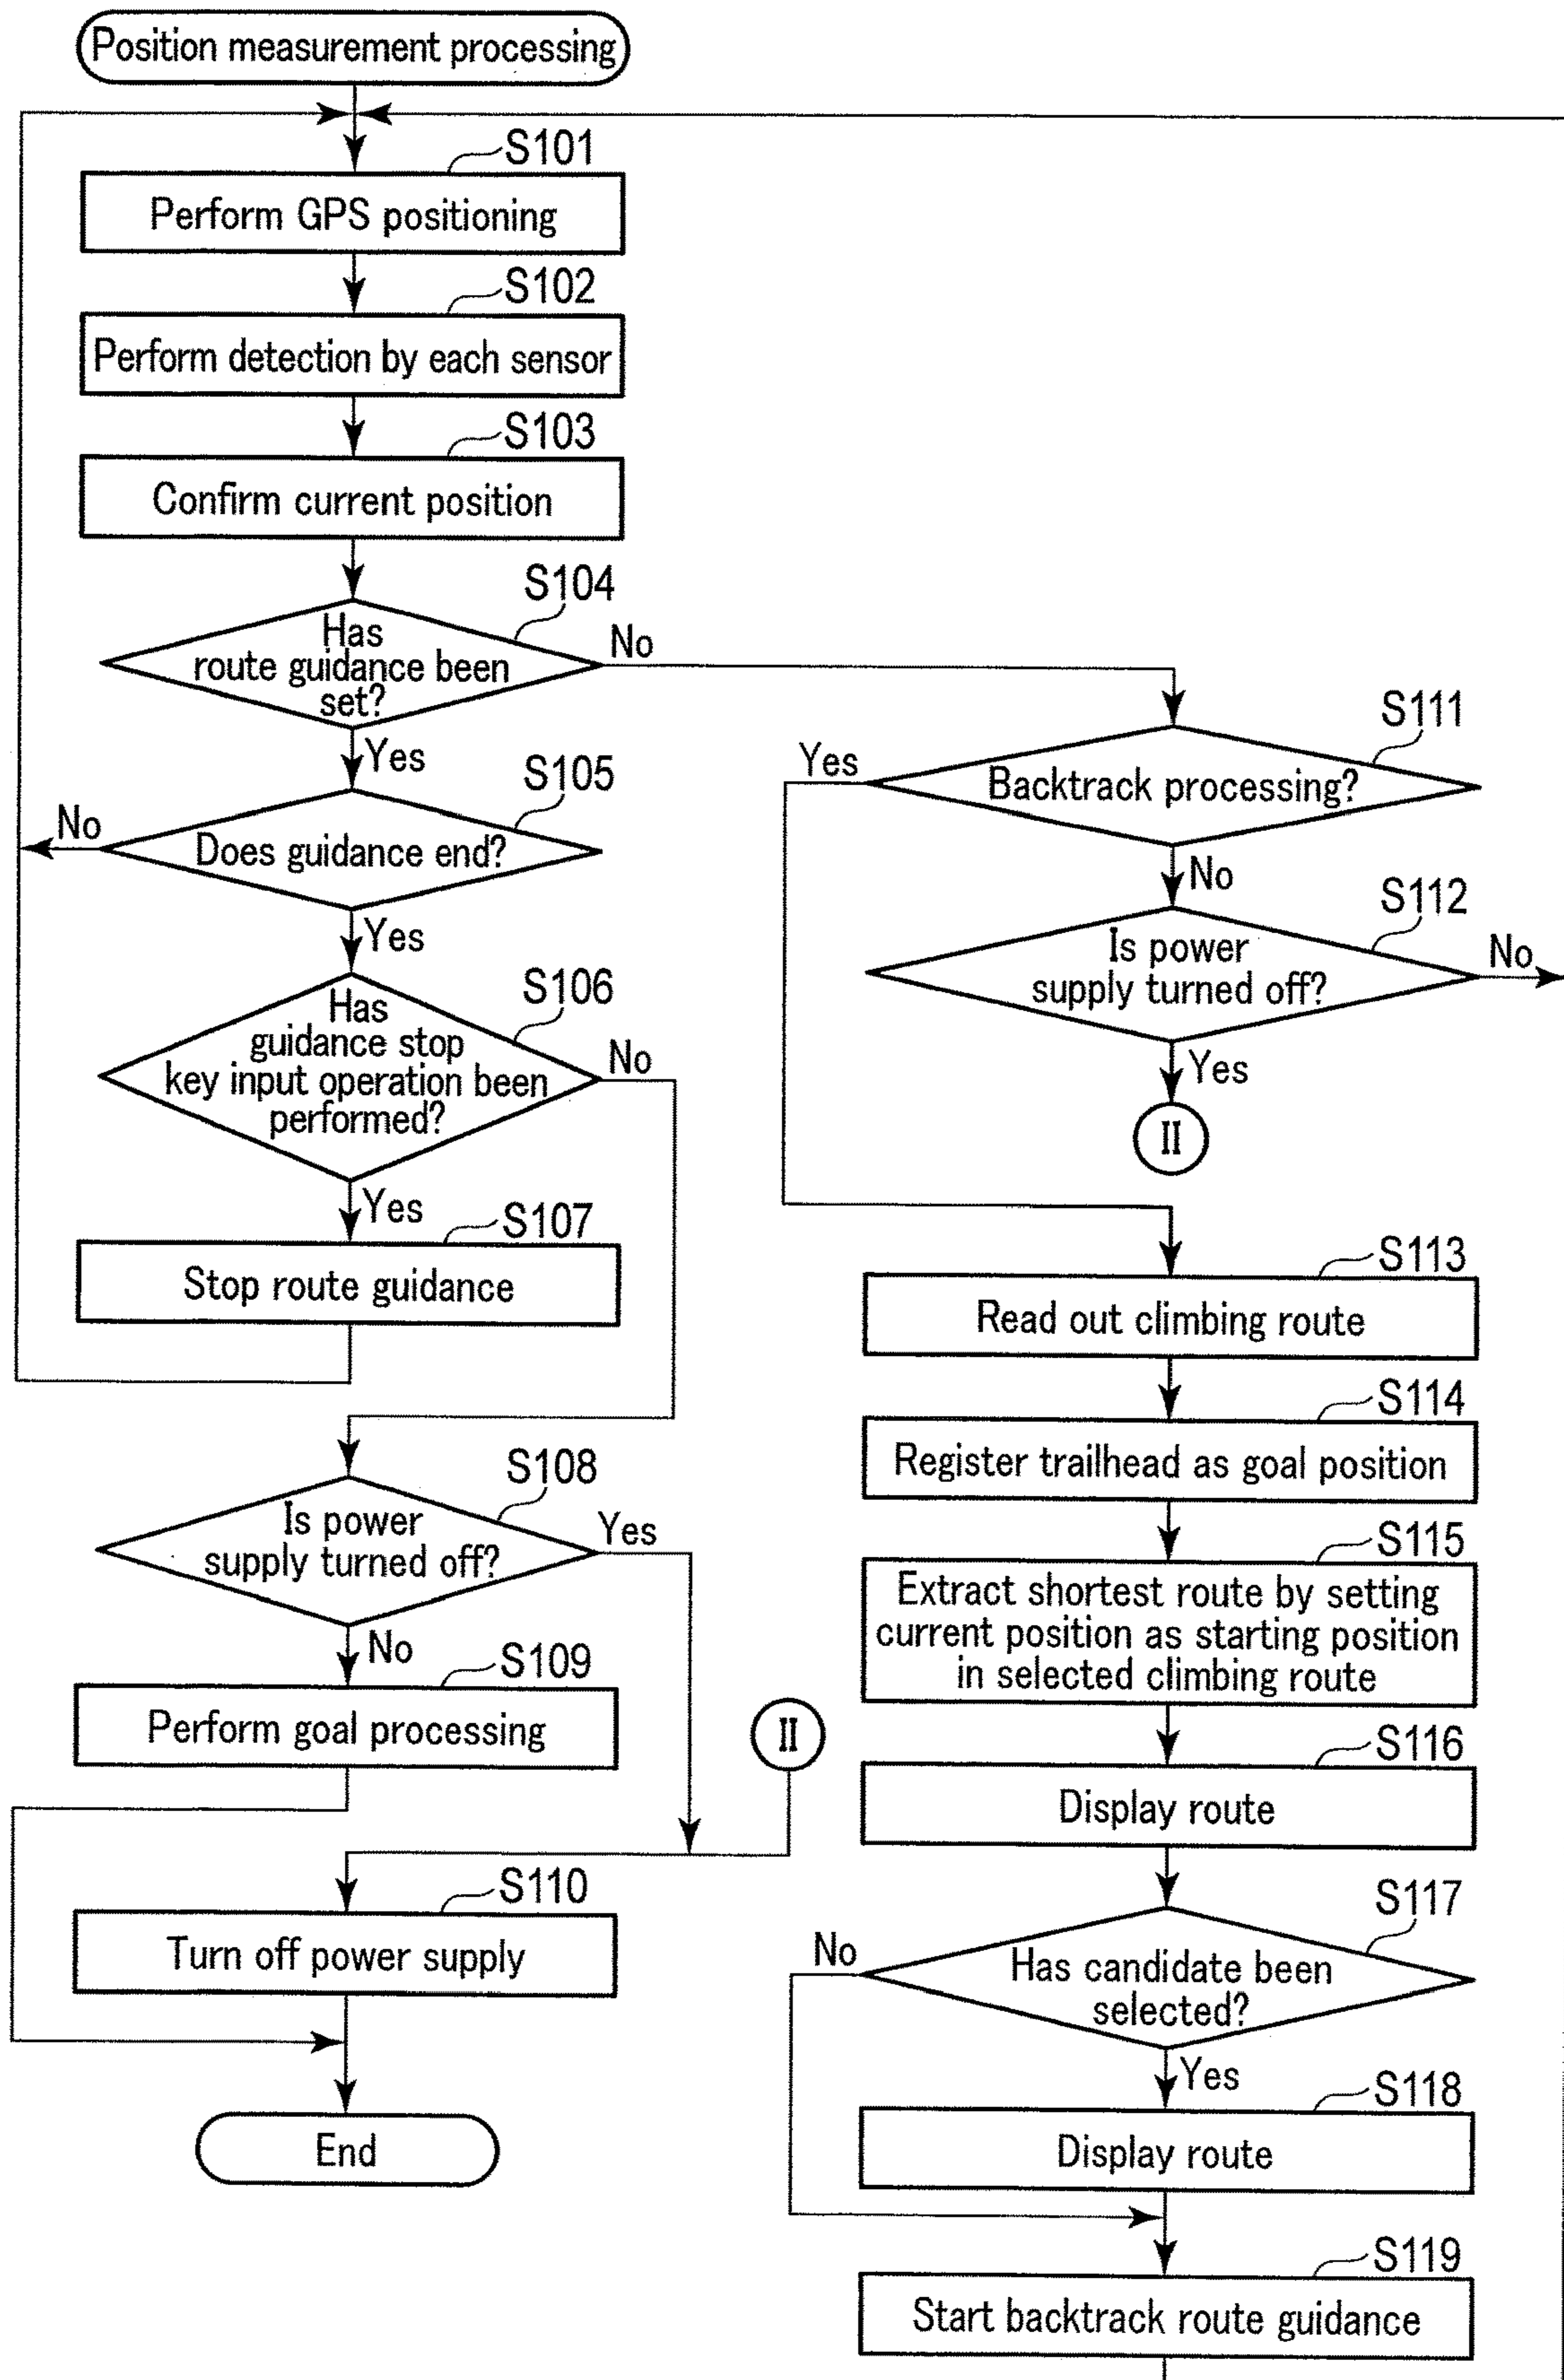 Position measurement processing
S101
Perform GPS positioning
S102
Perform detection by each sensor
S103
Confirm current position
S104
Has
route guidance been
set?
No
Yes
S105
No
Does guidance end?
Yes
S106
Has
guidance stop
key input operation been
performed?
No
Yes
S107
Stop route guidance
S108
Is power
supply turned off?
Yes
No
S109
Perform goal processing
II
S110
Turn off power supply
End
S111
Yes
Backtrack processing?
No
S112
Is power
supply turned off?
No
Yes
II
S113
Read out climbing route
S114
Register trailhead as goal position
S115
Extract shortest route by setting
current position as starting position
in selected climbing route
S116
Display route
S117
No
Has candidate been
selected?
Yes
S118
Display route
S119
Start backtrack route guidance